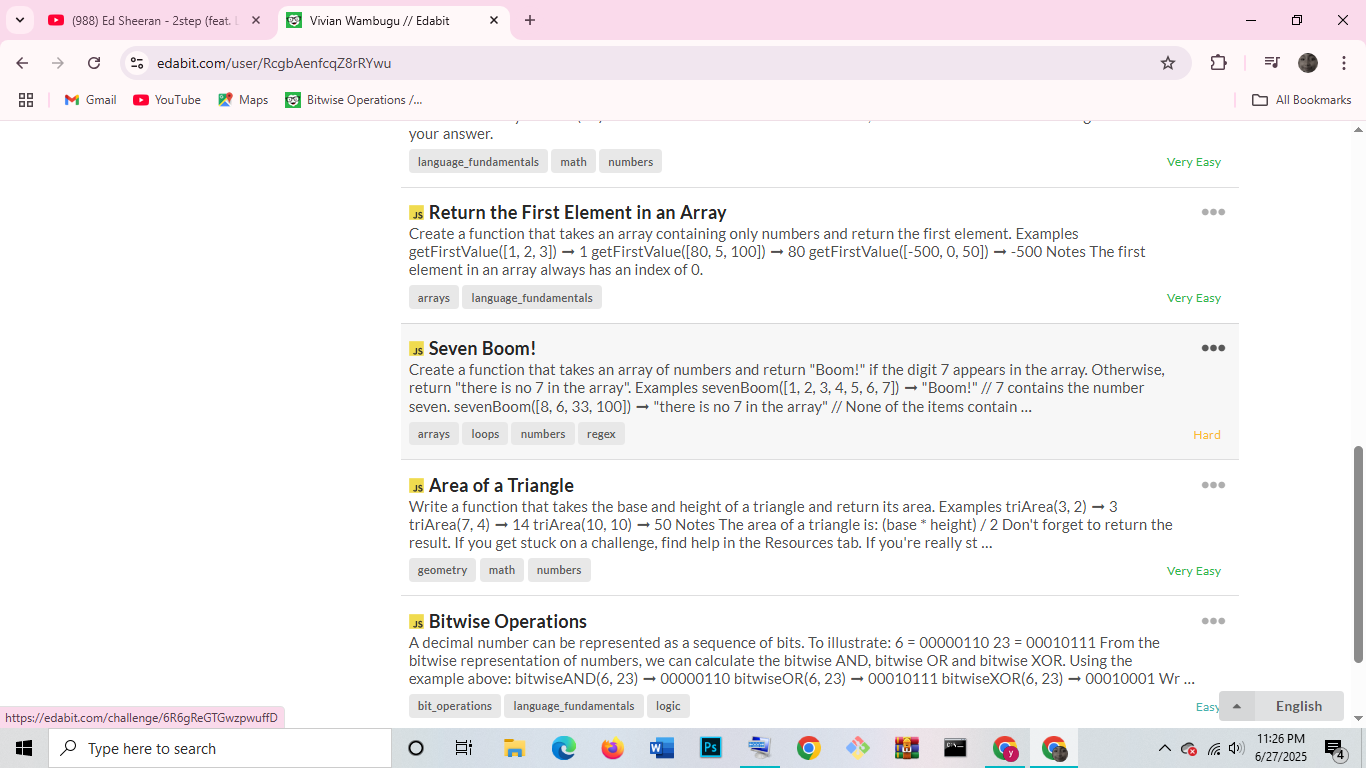 (988) Ed Sheeran - 2step (feat. L
Vivian Wambugu // Edabit
edabit.com/user/RcgbAenfcqZ8rRYwu
Gmail
YouTube
Maps
Bitwise Operations /...
All Bookmarks
your answer.
language_fundamentals math numbers
Very Easy
JS Return the First Element in an Array
Create a function that takes an array containing only numbers and return the first element. Examples
getFirstValue([1, 2, 3]) ➞ 1 getFirstValue([80, 5, 100]) ➞ 80 getFirstValue([-500, 0, 50]) ➞ -500 Notes The first
element in an array always has an index of 0.
arrays language_fundamentals
Very Easy
JS Seven Boom!
Create a function that takes an array of numbers and return "Boom!" if the digit 7 appears in the array. Otherwise,
return "there is no 7 in the array". Examples sevenBoom([1, 2, 3, 4, 5, 6, 7]) ➞ "Boom!" // 7 contains the number
seven. sevenBoom([8, 6, 33, 100]) ➞ "there is no 7 in the array" // None of the items contain ...
arrays loops numbers regex
Hard
JS Area of a Triangle
Write a function that takes the base and height of a triangle and return its area. Examples triArea(3, 2) ➞ 3
triArea(7, 4) ➞ 14 triArea(10, 10) ➞ 50 Notes The area of a triangle is: (base * height) / 2 Don't forget to return the
result. If you get stuck on a challenge, find help in the Resources tab. If you're really st ...
geometry math numbers
Very Easy
JS Bitwise Operations
A decimal number can be represented as a sequence of bits. To illustrate: 6 = 00000110 23 = 00010111 From the
bitwise representation of numbers, we can calculate the bitwise AND, bitwise OR and bitwise XOR. Using the
example above: bitwiseAND(6, 23) ➞ 00000110 bitwiseOR(6, 23) ➞ 00010111 bitwiseXOR(6, 23) ➞ 00010001 Wr ...
bit_operations language_fundamentals logic
Easy
English
https://edabit.com/challenge/6R6gReGTGwzpwuffD
Type here to search
W
Ps
y
11:26 PM
6/27/2025
4